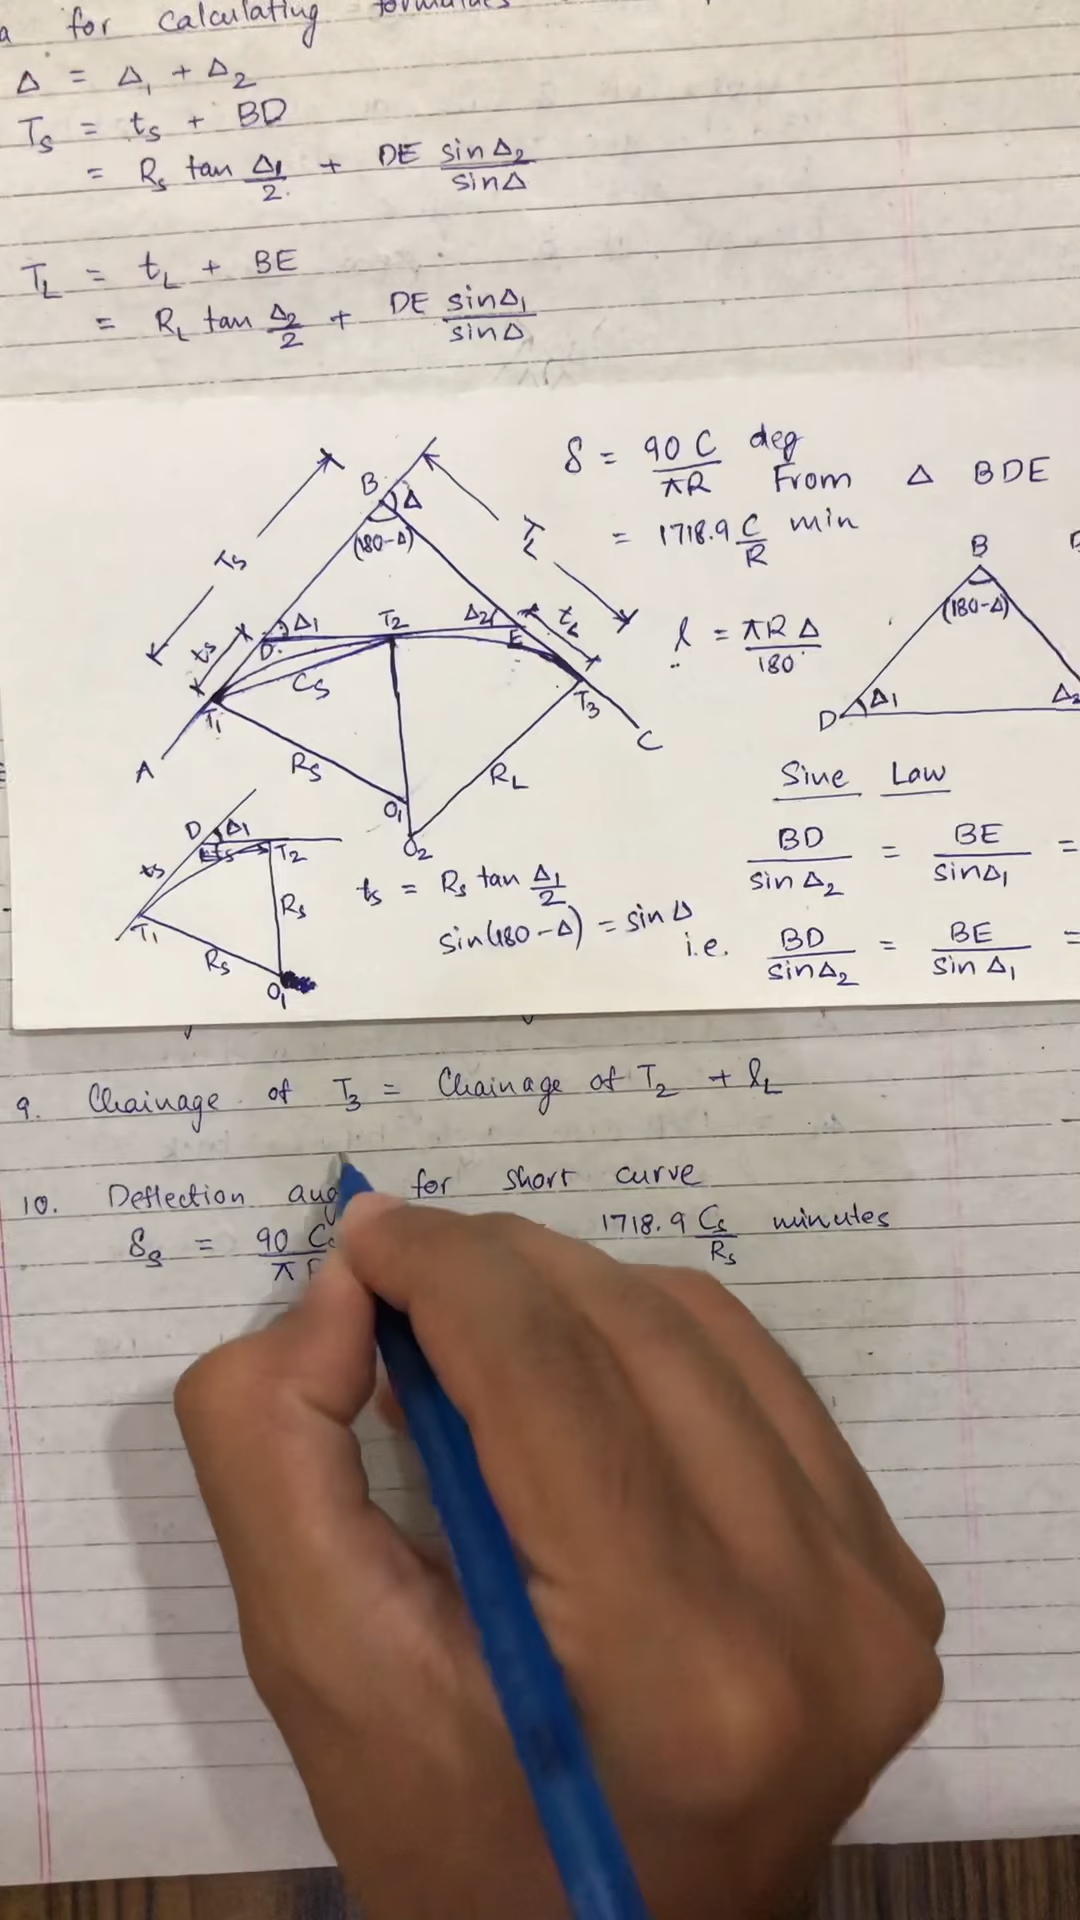 for calculating formulaes
Δ = Δ1 + Δ2
Ts = ts + BD
= Rs tan Δ1/2 + DE sinΔ2/sinΔ
TL = tL + BE
= RL tan Δ2/2 + DE sinΔ1/sinΔ
δ = 90 C/πR deg
= 1718.9 C/R min
l = πRΔ/180
From Δ BDE
B
(180-Δ)
D
Δ1
Δ2
B
Δ
(180-Δ)
Ts
TL
ts
D
Δ1
T2
Δ2
E
tL
Cs
T1
T3
A
C
Rs
RL
O1
O2
D
Δ1
ts
T2
T1
Rs
Rs
O1
ts = Rs tan Δ1/2
sin(180-Δ) = sinΔ
Sine Law
BD/sinΔ2 = BE/sinΔ1 =
i.e. BD/sinΔ2 = BE/sinΔ1 =
9. Chainage of T3 = Chainage of T2 + lL
10. Deflection for short curve
δs = 90 C/π 1718.9 Cs/Rs minutes